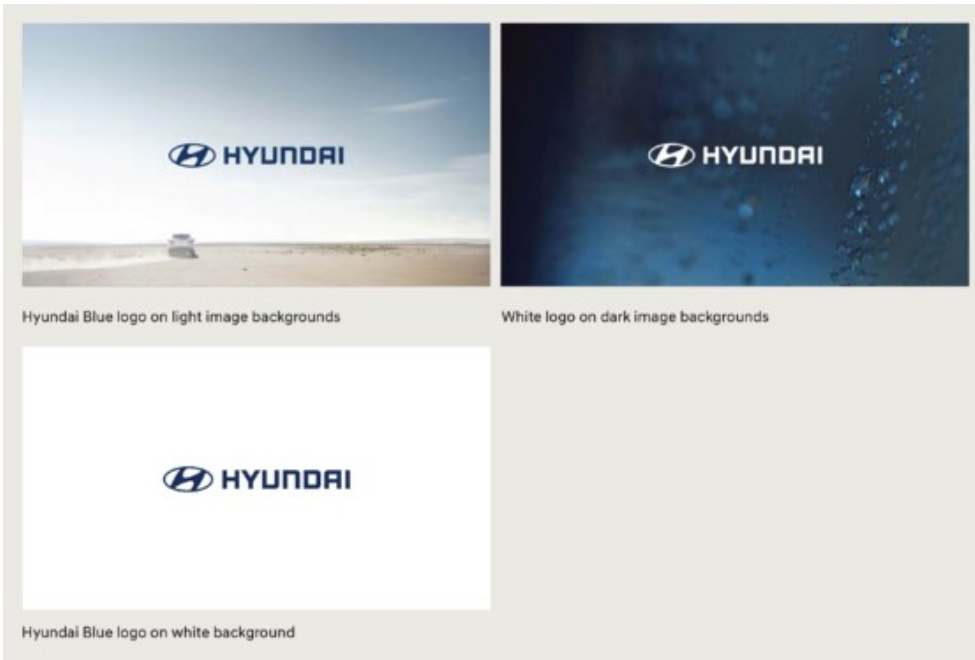 HYUNDAI
HYUNDAI
Hyundai Blue logo on light image backgrounds
White logo on dark image backgrounds
HYUNDAI
Hyundai Blue logo on white background